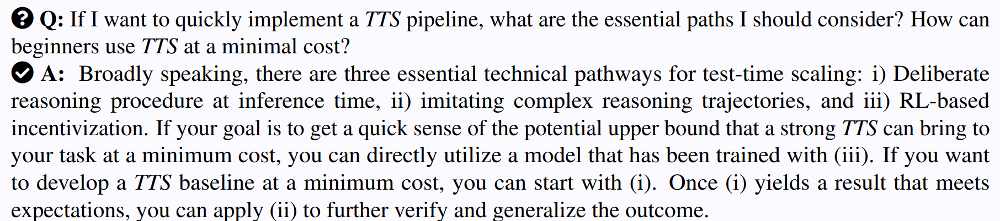 Q: If I want to quickly implement a TTS pipeline, what are the essential paths I should consider? How can
beginners use TTS at a minimal cost?
A: Broadly speaking, there are three essential technical pathways for test-time scaling: i) Deliberate
reasoning procedure at inference time, ii) imitating complex reasoning trajectories, and iii) RL-based
incentivization. If your goal is to get a quick sense of the potential upper bound that a strong TTS can bring to
your task at a minimum cost, you can directly utilize a model that has been trained with (iii). If you want
to develop a TTS baseline at a minimum cost, you can start with (i). Once (i) yields a result that meets
expectations, you can apply (ii) to further verify and generalize the outcome.